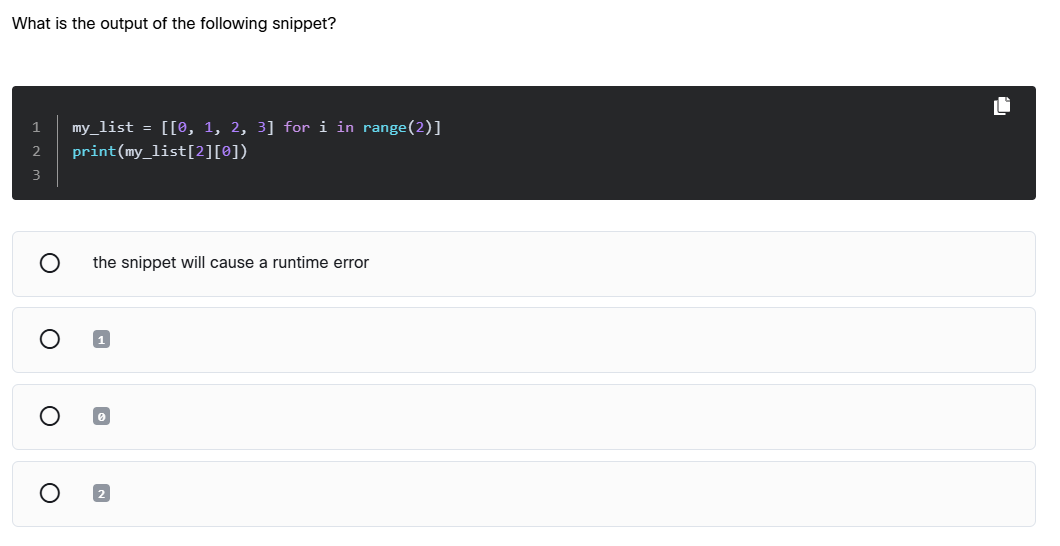 What is the output of the following snippet?
1 my_list = [[0, 1, 2, 3] for i in range(2)]
2 print(my_list[2][0])
3
the snippet will cause a runtime error
1
0
2